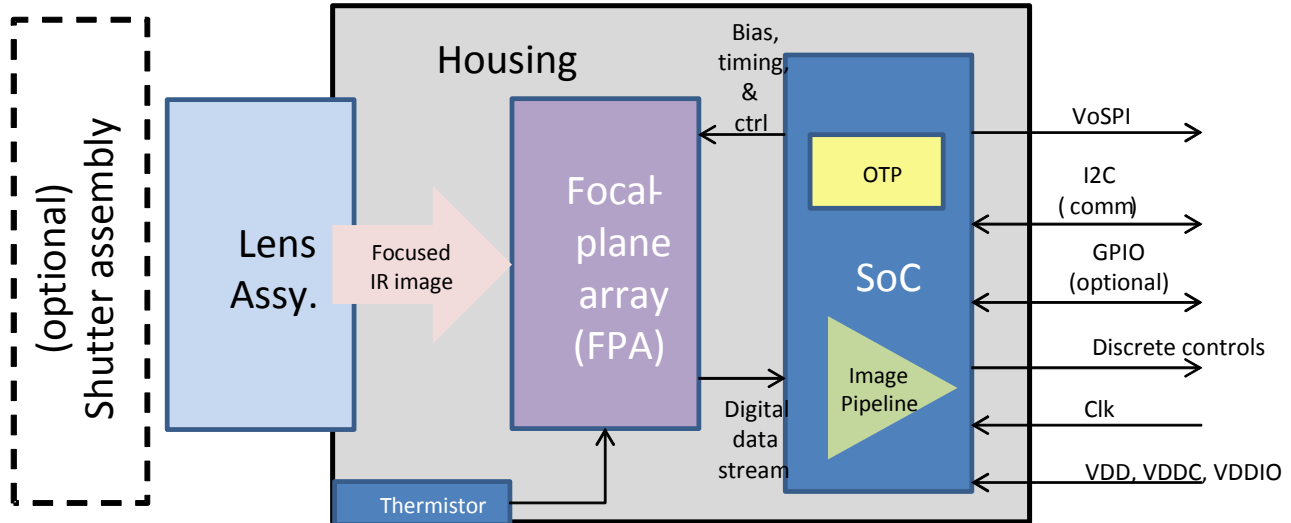 (optional)
Shutter assembly
Lens
Assy.
Housing
Focused
IR image
Focal-
plane
array
(FPA)
Thermistor
Bias,
timing,
&
ctrl
Digital
data
stream
OTP
SoC
Image
Pipeline
VoSPI
I2C
( comm)
GPIO
(optional)
Discrete controls
Clk
VDD, VDDC, VDDIO